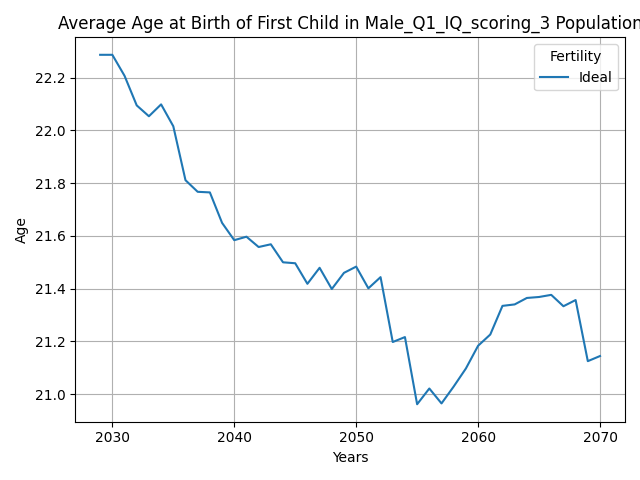 Average Age at Birth of First Child in Male_Q1_IQ_scoring_3 Population
Fertility
Ideal
22.2
22.0
21.8
21.6
21.4
21.2
21.0
Age
2030 2040 2050 2060 2070
Years